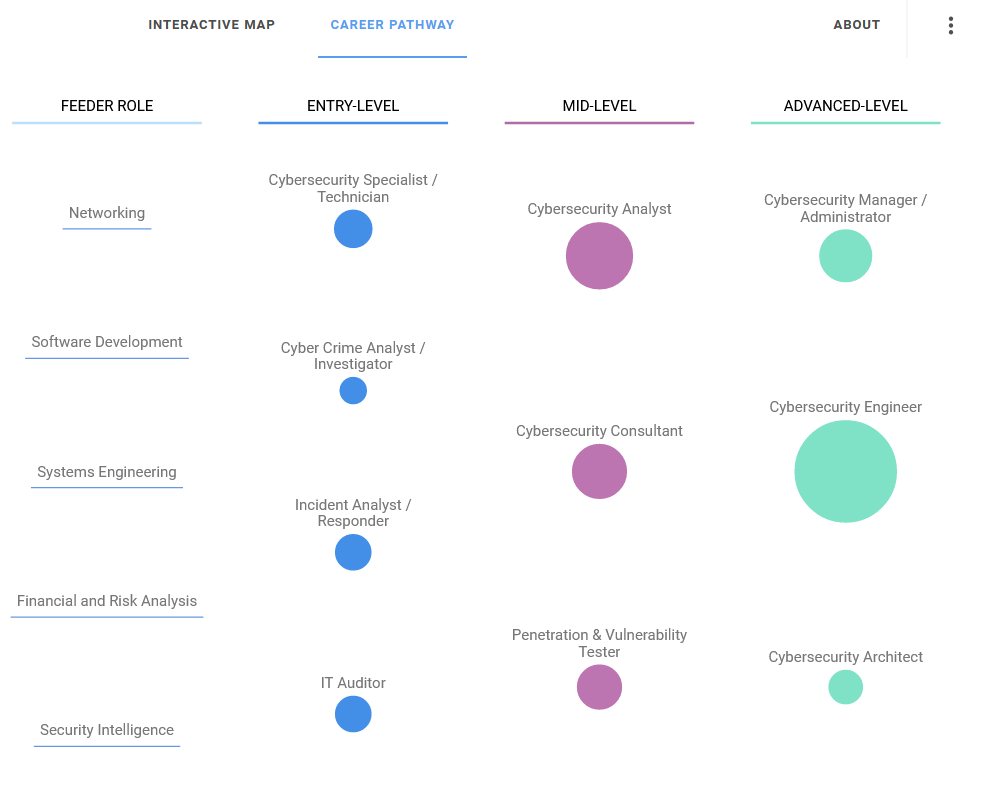 INTERACTIVE MAP
CAREER PATHWAY
ABOUT
FEEDER ROLE
Networking
Software Development
Systems Engineering
Financial and Risk Analysis
Security Intelligence
ENTRY-LEVEL
Cybersecurity Specialist /
Technician
Cyber Crime Analyst /
Investigator
Incident Analyst /
Responder
IT Auditor
MID-LEVEL
Cybersecurity Analyst
Cybersecurity Consultant
Penetration & Vulnerability
Tester
ADVANCED-LEVEL
Cybersecurity Manager /
Administrator
Cybersecurity Engineer
Cybersecurity Architect